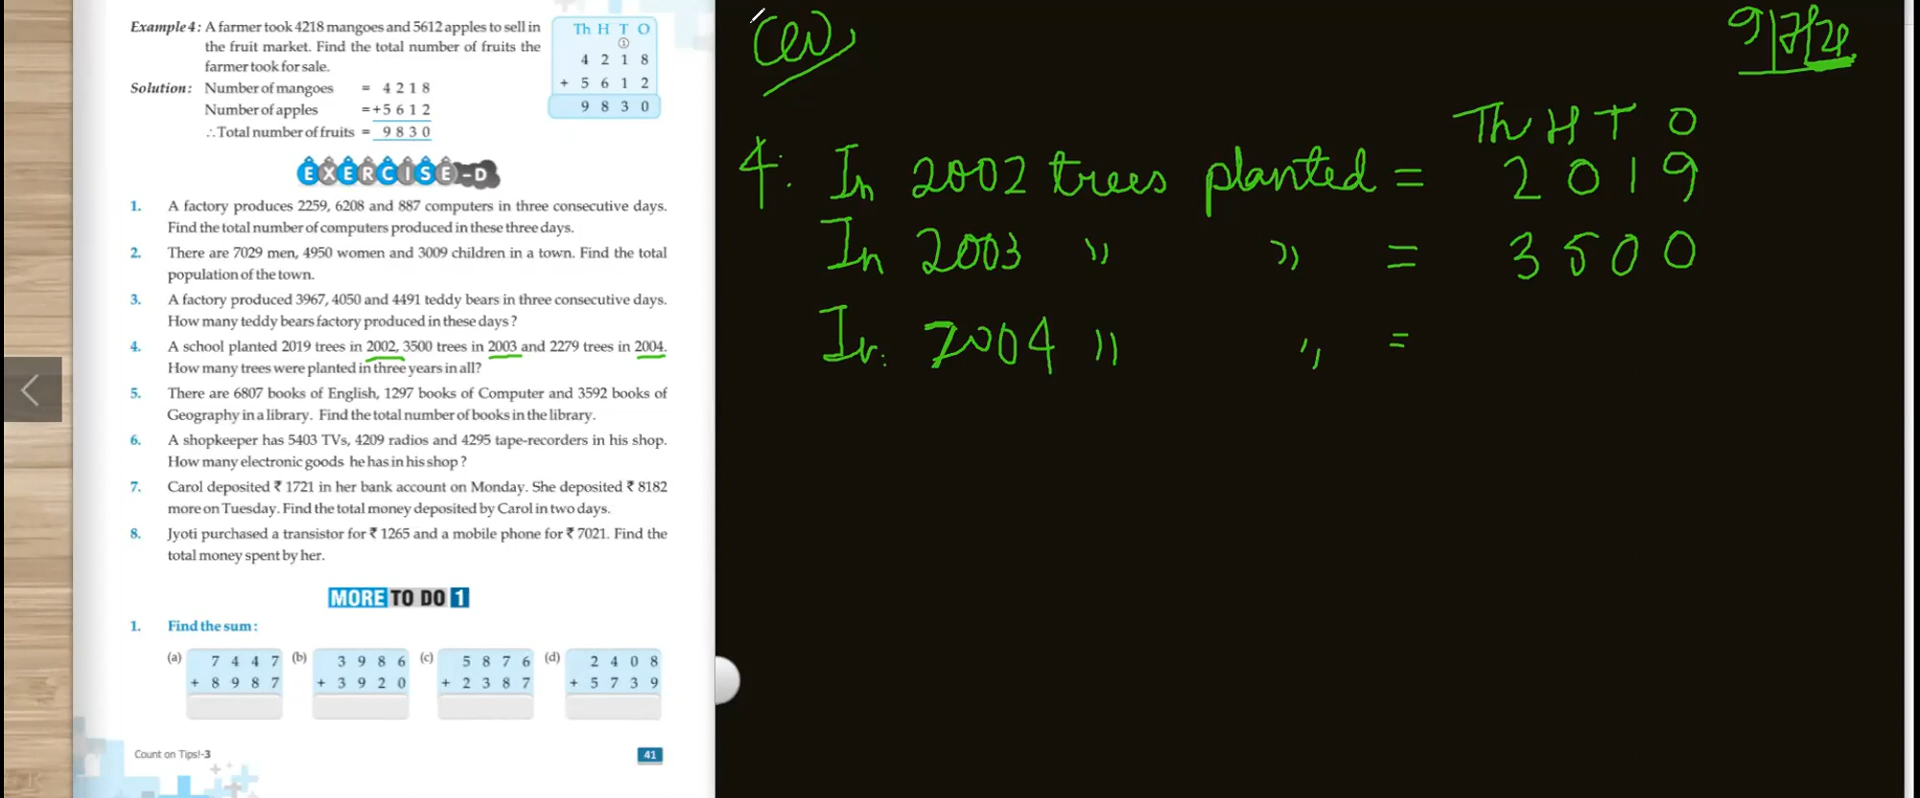 Example 4 : A farmer took 4218 mangoes and 5612 apples to sell in
the fruit market. Find the total number of fruits the
farmer took for sale.
Solution: Number of mangoes = 4 2 1 8
Number of apples =+5 6 1 2
∴Total number of fruits = 9 8 3 0
Th H T O
1
4 2 1 8
+ 5 6 1 2
9 8 3 0
EXERCISE-D
1. A factory produces 2259, 6208 and 887 computers in three consecutive days.
Find the total number of computers produced in these three days.
2. There are 7029 men, 4950 women and 3009 children in a town. Find the total
population of the town.
3. A factory produced 3967, 4050 and 4491 teddy bears in three consecutive days.
How many teddy bears factory produced in these days?
4. A school planted 2019 trees in 2002, 3500 trees in 2003 and 2279 trees in 2004.
How many trees were planted in three years in all?
5. There are 6807 books of English, 1297 books of Computer and 3592 books of
Geography in a library. Find the total number of books in the library.
6. A shopkeeper has 5403 TVs, 4209 radios and 4295 tape-recorders in his shop.
How many electronic goods he has in his shop?
7. Carol deposited ₹ 1721 in her bank account on Monday. She deposited ₹ 8182
more on Tuesday. Find the total money deposited by Carol in two days.
8. Jyoti purchased a transistor for ₹ 1265 and a mobile phone for ₹ 7021. Find the
total money spent by her.
MORE TO DO 1
1. Find the sum:
(a) 7 4 4 7 (b) 3 9 8 6 (c) 5 8 7 6 (d) 2 4 0 8
+ 8 9 8 7 + 3 9 2 0 + 2 3 8 7 + 5 7 3 9
Count on Tips!-3 41
Th H T O
4. In 2002 trees planted = 2 0 1 9
In 2003 " " = 3 5 0 0
In 2004 " " =